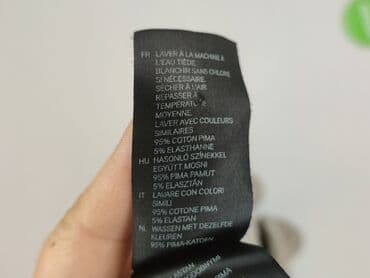 FR LAVER À LA MACHINE À
L'EAU TIÈDE.
BLANCHIR SANS CHLORE
SI NÉCESSAIRE.
SÉCHER À L'AIR
REPASSER À
TEMPÉRATURE
MOYENNE.
LAVER AVEC COULEURS
SIMILAIRES
95% COTON PIMA
5% ELASTHANNE
HU HASONLÓ SZÍNEKKEL
EGYÜTT MOSNI
95% PIMA PAMUT
5% ELASZTÁN
IT LAVARE CON COLORI
SIMILI
95% COTONE PIMA
5% ELASTAN
NL WASSEN MET DEZELFDE
KLEUREN
95% PIMA-KATOEN